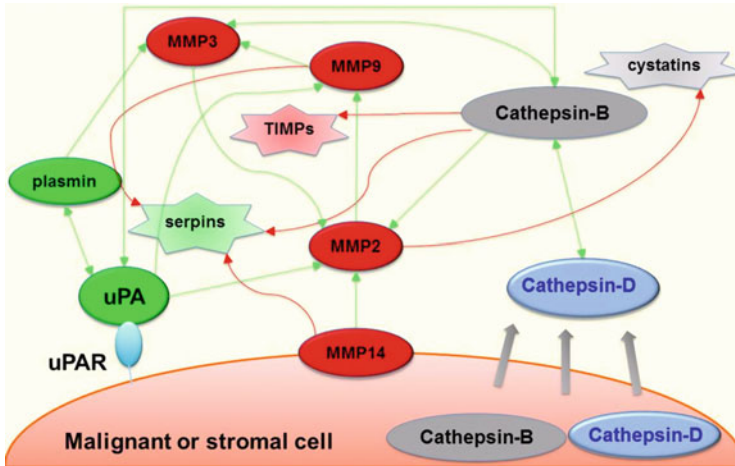 MMP3
MMP9
cystatins
TIMPs
Cathepsin-B
plasmin
serpins
MMP2
uPA
Cathepsin-D
uPAR
MMP14
Malignant or stromal cell
Cathepsin-B
Cathepsin-D